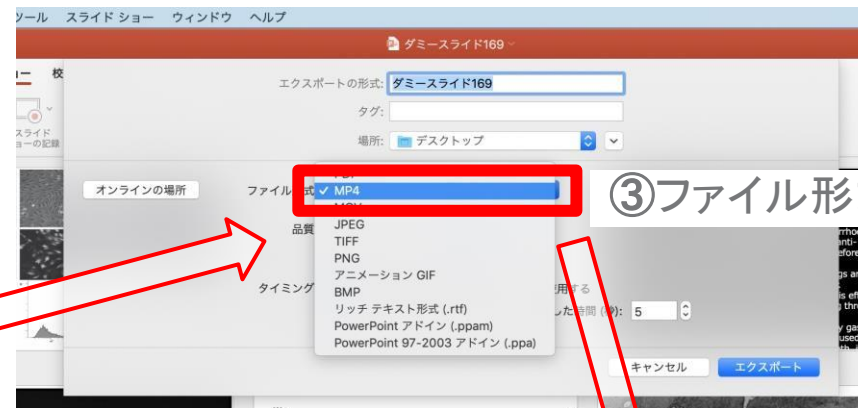 ツール スライド ショー ウィンドウ ヘルプ
ダミースライド169
校
エクスポートの形式: ダミースライド169
タグ:
スライド
ショーの記録
場所: デスクトップ
オンラインの場所
MP4
③ファイル形
品質
JPEG
TIFF
PNG
アニメーション GIF
タイミング
BMP
リッチ テキスト形式 (.rtf)
した時間 (秒): 5
PowerPoint アドイン (.ppam)
PowerPoint 97-2003 アドイン (.ppa)
キャンセル エクスポート